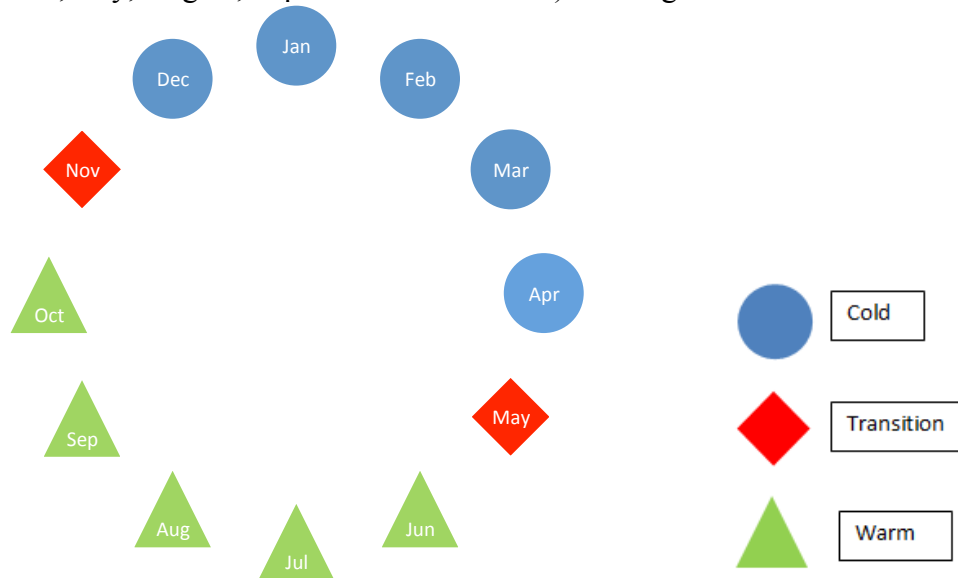 Jan
Feb
Mar
Apr
May
Jun
Jul
Aug
Sep
Oct
Nov
Dec
Cold
Transition
Warm